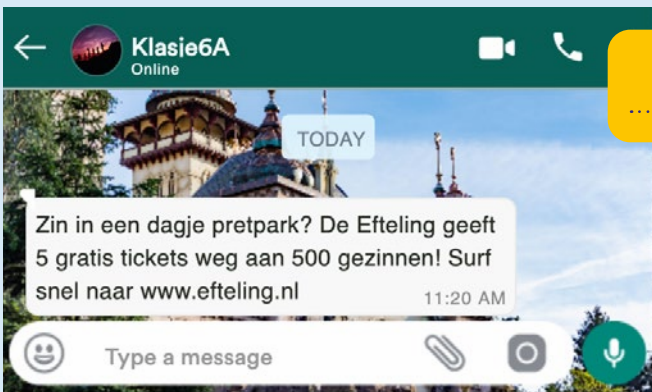 Klasje6A
Online
...
TODAY
Zin in een dagje pretpark? De Efteling geeft
5 gratis tickets weg aan 500 gezinnen! Surf
snel naar www.efteling.nl
11:20 AM
Type a message